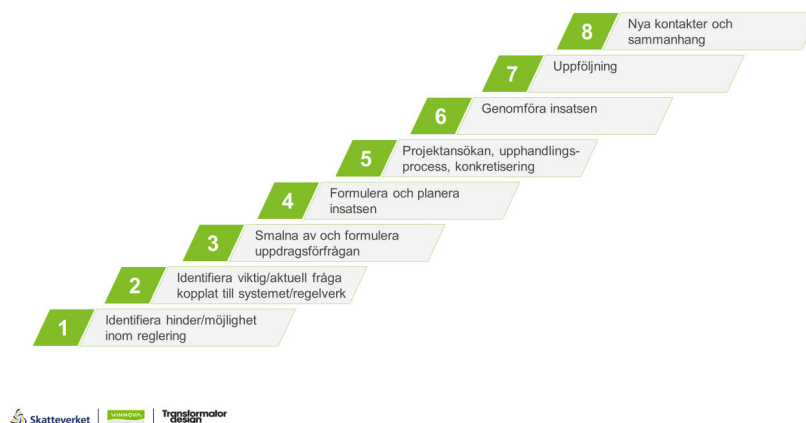 8
Nya kontakter och
sammanhang
7
Uppföljning
6
Genomföra insatsen
5
Projektansökan, upphandlings-
process, konkretisering
4
Formulera och planera
insatsen
3
Smalna av och formulera
uppdragsförfrågan
2
Identifiera viktig/aktuell fråga
kopplat till systemet/regelverk
1
Identifiera hinder/möjlighet
inom reglering
Skatteverket
VINNOVA
Transformator
design